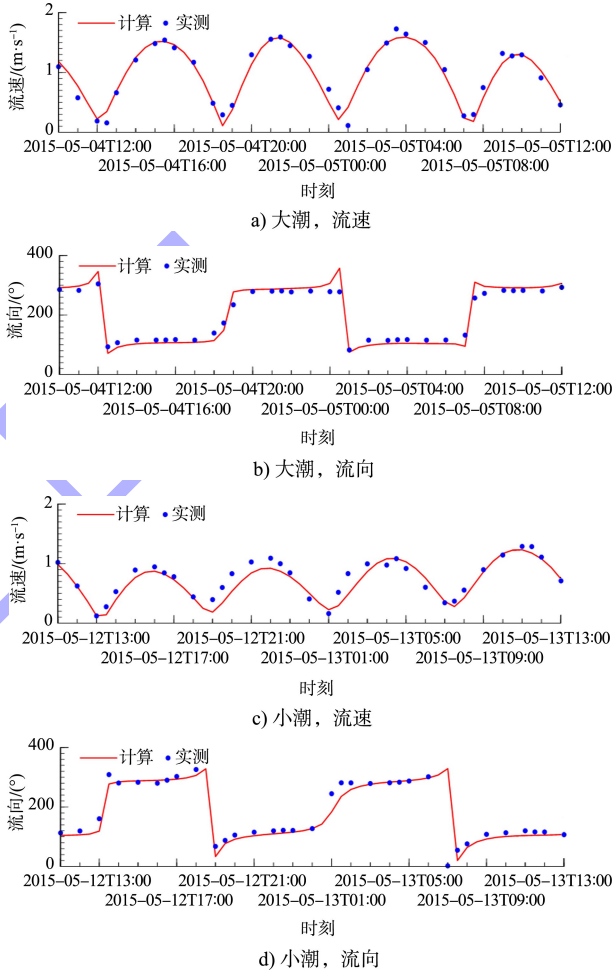 2
计算 实测
1
流速/(m·s⁻¹)
0
2015–05–04T12:00 2015–05–04T20:00 2015–05–05T04:00 2015–05–05T12:00
2015–05–04T16:00 2015–05–05T00:00 2015–05–05T08:00
时刻
a) 大潮，流速
400
计算 实测
200
流向/(°)
0
2015–05–04T12:00 2015–05–04T20:00 2015–05–05T04:00 2015–05–05T12:00
2015–05–04T16:00 2015–05–05T00:00 2015–05–05T08:00
时刻
b) 大潮，流向
2
计算 实测
1
流速/(m·s⁻¹)
0
2015–05–12T13:00 2015–05–12T21:00 2015–05–13T05:00 2015–05–13T13:00
2015–05–12T17:00 2015–05–13T01:00 2015–05–13T09:00
时刻
c) 小潮，流速
400
计算 实测
200
流向/(°)
0
2015–05–12T13:00 2015–05–12T21:00 2015–05–13T05:00 2015–05–13T13:00
2015–05–12T17:00 2015–05–13T01:00 2015–05–13T09:00
时刻
d) 小潮，流向